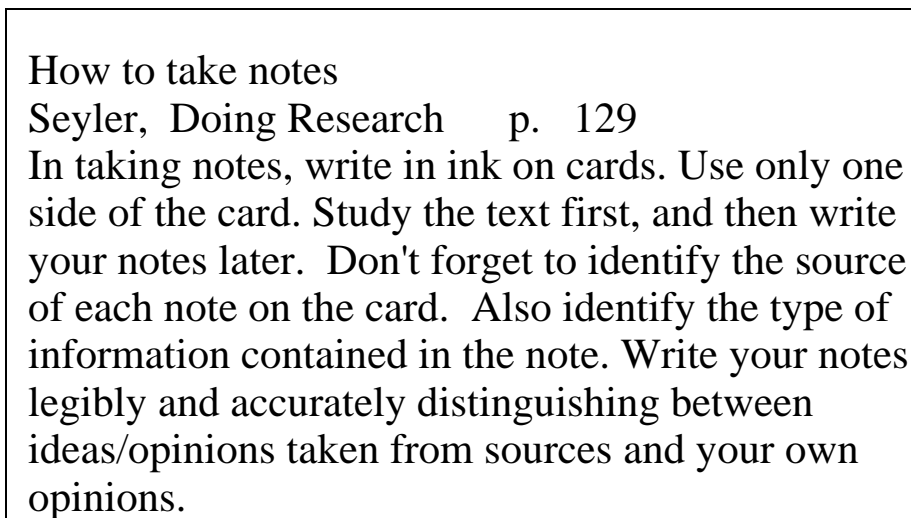 How to take notes
Seyler,  Doing Research     p.   129
In taking notes, write in ink on cards. Use only one
side of the card. Study the text first, and then write
your notes later.  Don't forget to identify the source
of each note on the card.  Also identify the type of
information contained in the note. Write your notes
legibly and accurately distinguishing between
ideas/opinions taken from sources and your own
opinions.